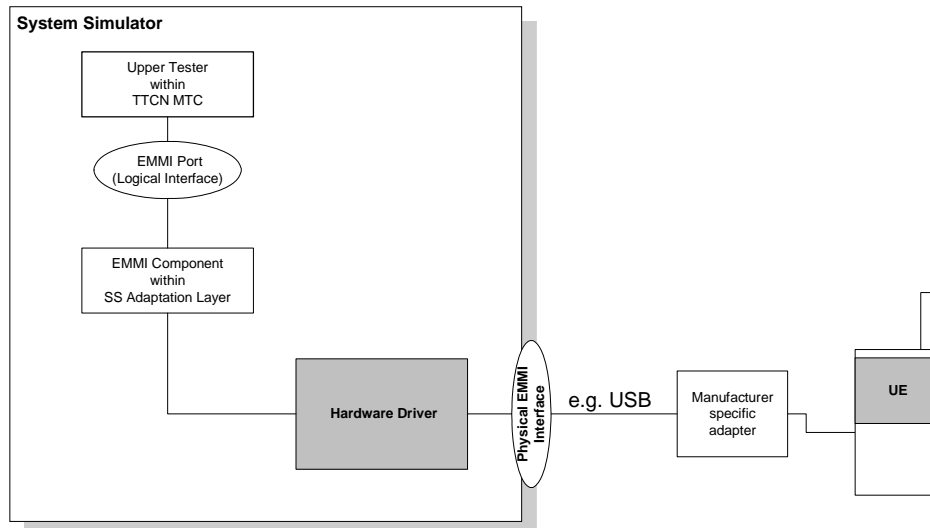 System Simulator
Upper Tester
within
TTCN MTC
EMMI Port
(Logical Interface)
EMMI Component
within
SS Adaptation Layer
Hardware Driver
Physical EMMI
Interface
e.g. USB
Manufacturer
specific
adapter
UE